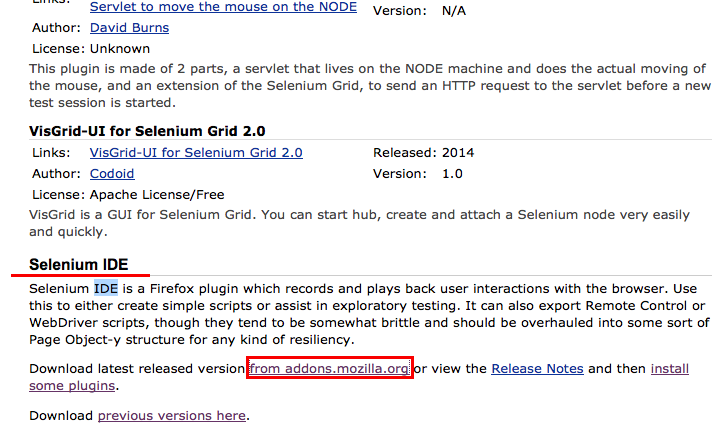 Links: Servlet to move the mouse on the NODE Version: N/A
Author: David Burns
License: Unknown
This plugin is made of 2 parts, a servlet that lives on the NODE machine and does the actual moving of
the mouse, and an extension of the Selenium Grid, to send an HTTP request to the servlet before a new
test session is started.
VisGrid-UI for Selenium Grid 2.0
Links: VisGrid-UI for Selenium Grid 2.0 Released: 2014
Author: Codoid Version: 1.0
License: Apache License/Free
VisGrid is a GUI for Selenium Grid. You can start hub, create and attach a Selenium node very easily
and quickly.
Selenium IDE
Selenium IDE is a Firefox plugin which records and plays back user interactions with the browser. Use
this to either create simple scripts or assist in exploratory testing. It can also export Remote Control or
WebDriver scripts, though they tend to be somewhat brittle and should be overhauled into some sort of
Page Object-y structure for any kind of resiliency.
Download latest released version from addons.mozilla.org or view the Release Notes and then install
some plugins.
Download previous versions here.